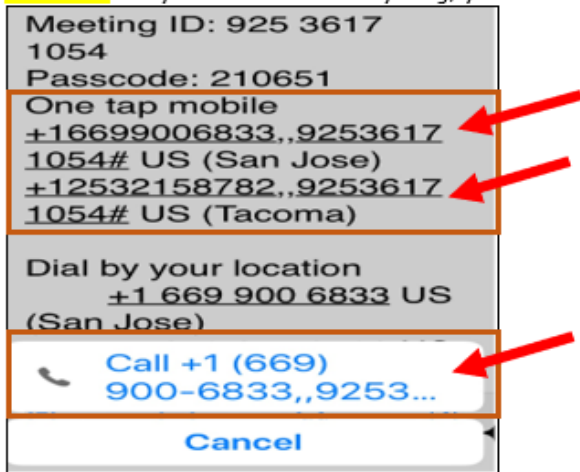 Meeting ID: 925 3617
1054
Passcode: 210651
One tap mobile
+16699006833,,9253617
1054# US (San Jose)
+12532158782,,9253617
1054# US (Tacoma)
Dial by your location
+1 669 900 6833 US
(San Jose)
Call +1 (669)
900-6833,,9253...
Cancel